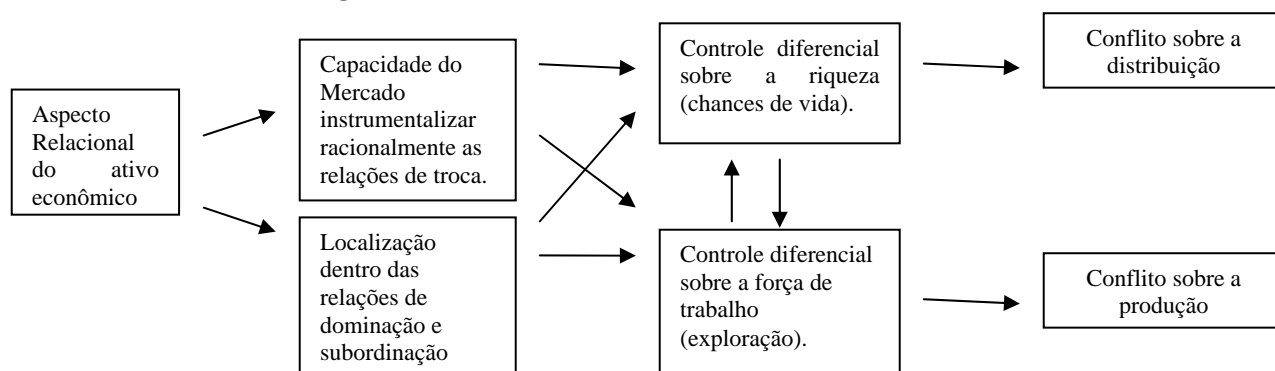 Aspecto
Relacional
do ativo
econômico
Capacidade do
Mercado
instrumentalizar
racionalmente as
relações de troca.
Localização
dentro das
relações de
dominação e
subordinação
Controle diferencial
sobre a riqueza
(chances de vida).
Controle diferencial
sobre a força de
trabalho
(exploração).
Conflito sobre a
distribuição
Conflito sobre a
produção